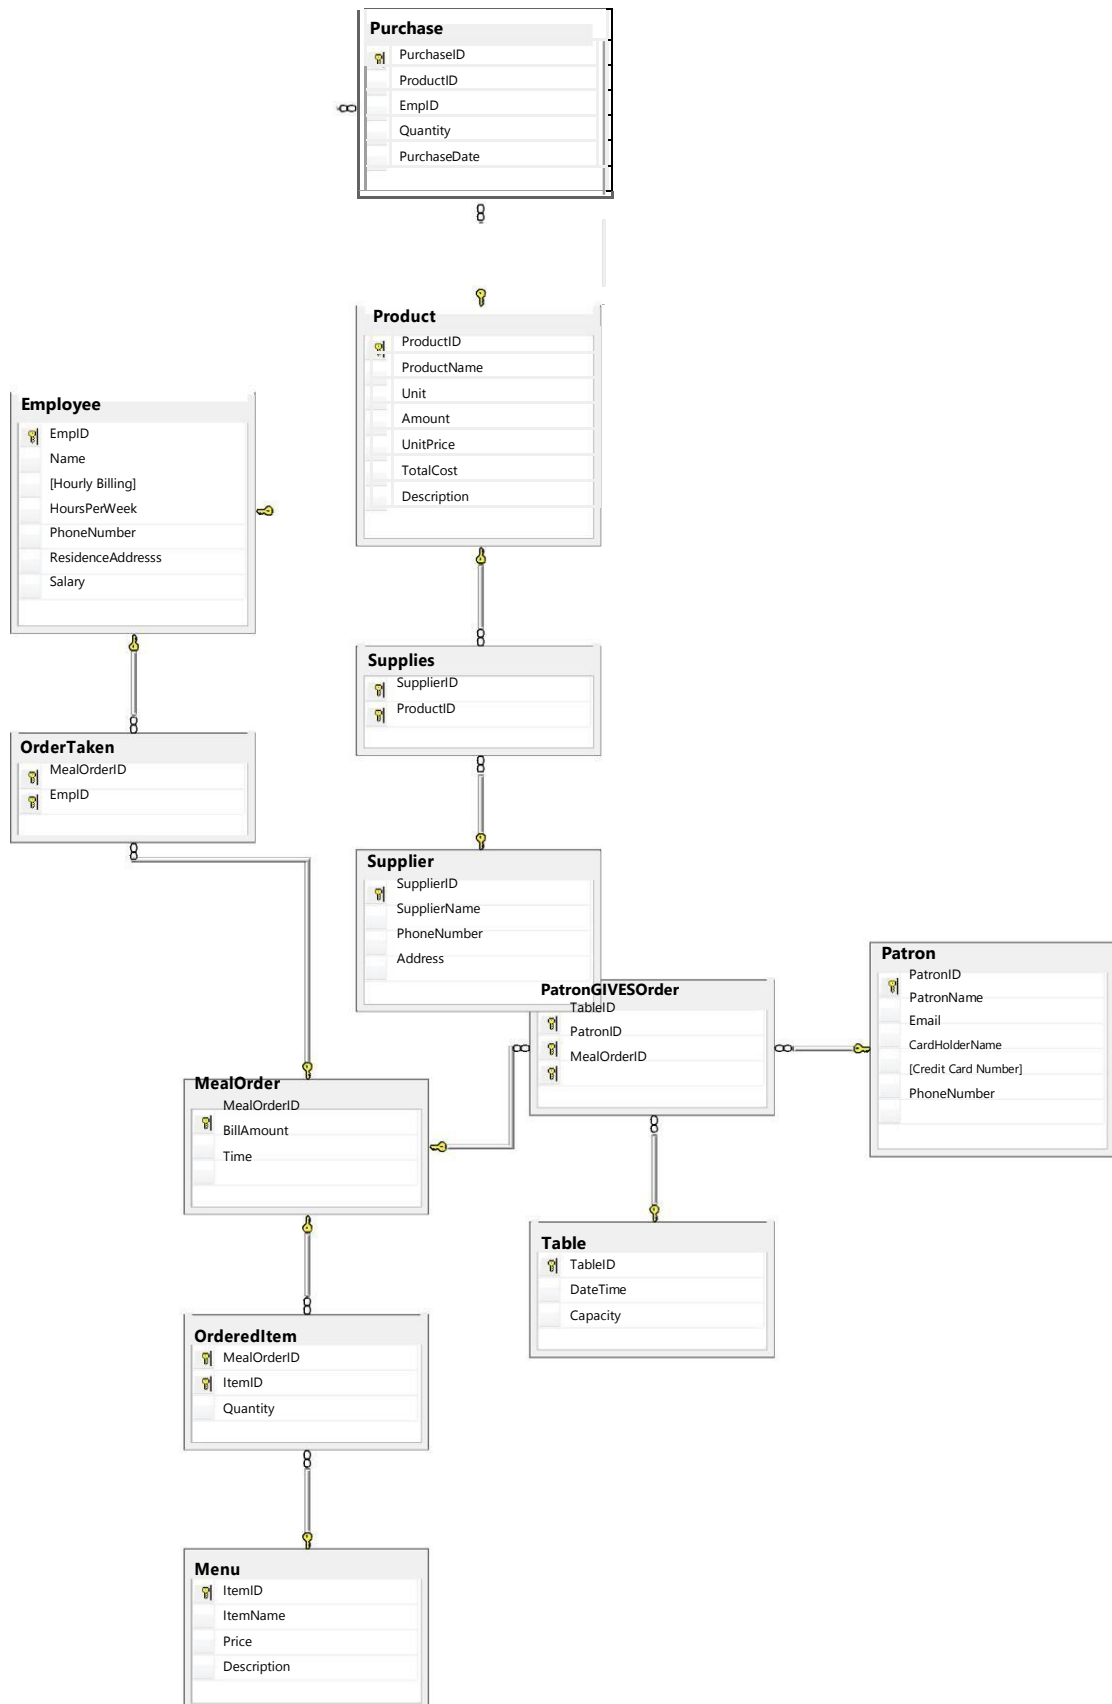 Purchase
PurchaseID
ProductID
EmpID
Quantity
PurchaseDate
Product
ProductID
ProductName
Unit
Amount
UnitPrice
TotalCost
Description
Employee
EmpID
Name
[Hourly Billing]
HoursPerWeek
PhoneNumber
ResidenceAddresss
Salary
Supplies
SupplierID
ProductID
OrderTaken
MealOrderID
EmpID
Supplier
SupplierID
SupplierName
PhoneNumber
Address
Patron
PatronID
PatronName
Email
CardHolderName
[Credit Card Number]
PhoneNumber
PatronGIVESOrder
TableID
PatronID
MealOrderID
MealOrder
MealOrderID
BillAmount
Time
Table
TableID
DateTime
Capacity
OrderedItem
MealOrderID
ItemID
Quantity
Menu
ItemID
ItemName
Price
Description